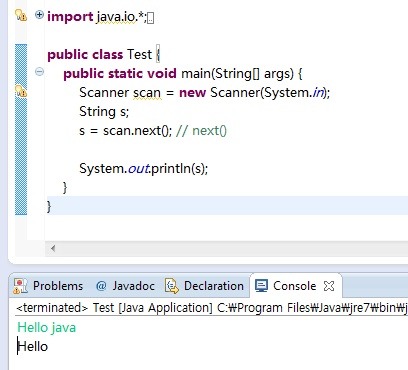 import java.io.*;
public class Test {
public static void main(String[] args) {
Scanner scan = new Scanner(System.in);
String s;
s = scan.next(); // next()
System.out.println(s);
}
}
Problems @ Javadoc Declaration Console
<terminated> Test [Java Application] C:₩Program Files₩Java₩jre7₩bin₩j
Hello java
Hello